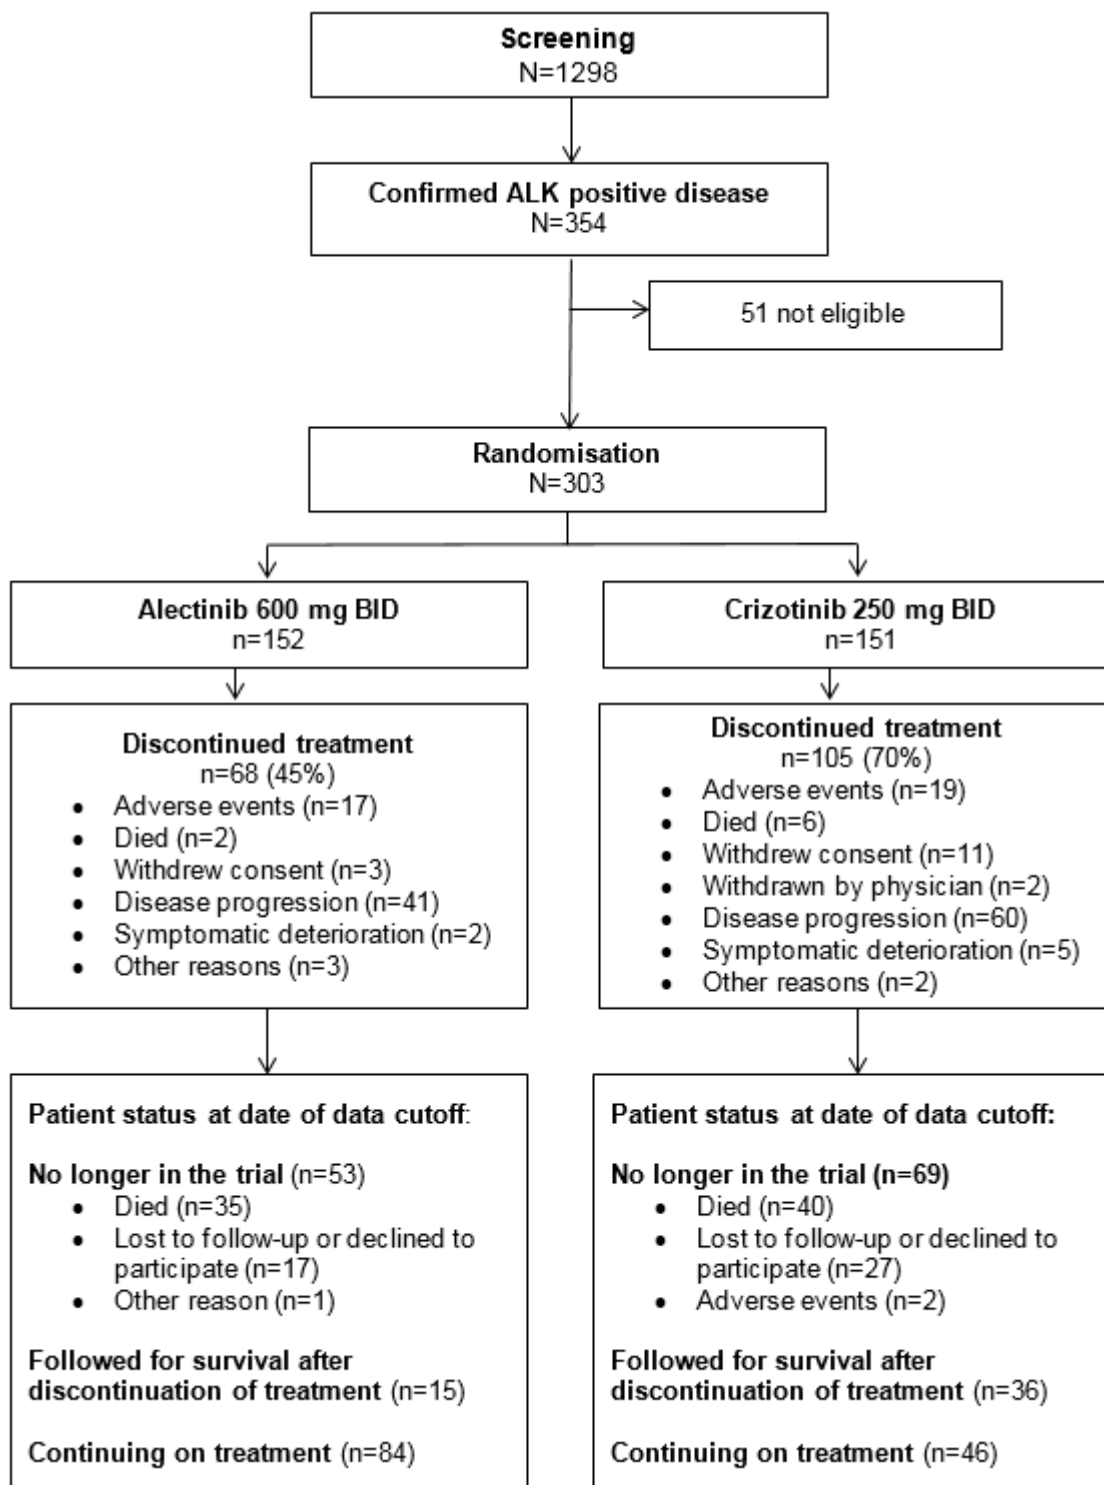 Screening
N=1298
Confirmed ALK positive disease
N=354
51 not eligible
Randomisation
N=303
Alectinib 600 mg BID
n=152
Crizotinib 250 mg BID
n=151
Discontinued treatment
n=68 (45%)
• Adverse events (n=17)
• Died (n=2)
• Withdrew consent (n=3)
• Disease progression (n=41)
• Symptomatic deterioration (n=2)
• Other reasons (n=3)
Discontinued treatment
n=105 (70%)
• Adverse events (n=19)
• Died (n=6)
• Withdrew consent (n=11)
• Withdrawn by physician (n=2)
• Disease progression (n=60)
• Symptomatic deterioration (n=5)
• Other reasons (n=2)
Patient status at date of data cutoff:
No longer in the trial (n=53)
• Died (n=35)
• Lost to follow-up or declined to
participate (n=17)
• Other reason (n=1)
Followed for survival after
discontinuation of treatment (n=15)
Continuing on treatment (n=84)
Patient status at date of data cutoff:
No longer in the trial (n=69)
• Died (n=40)
• Lost to follow-up or declined to
participate (n=27)
• Adverse events (n=2)
Followed for survival after
discontinuation of treatment (n=36)
Continuing on treatment (n=46)